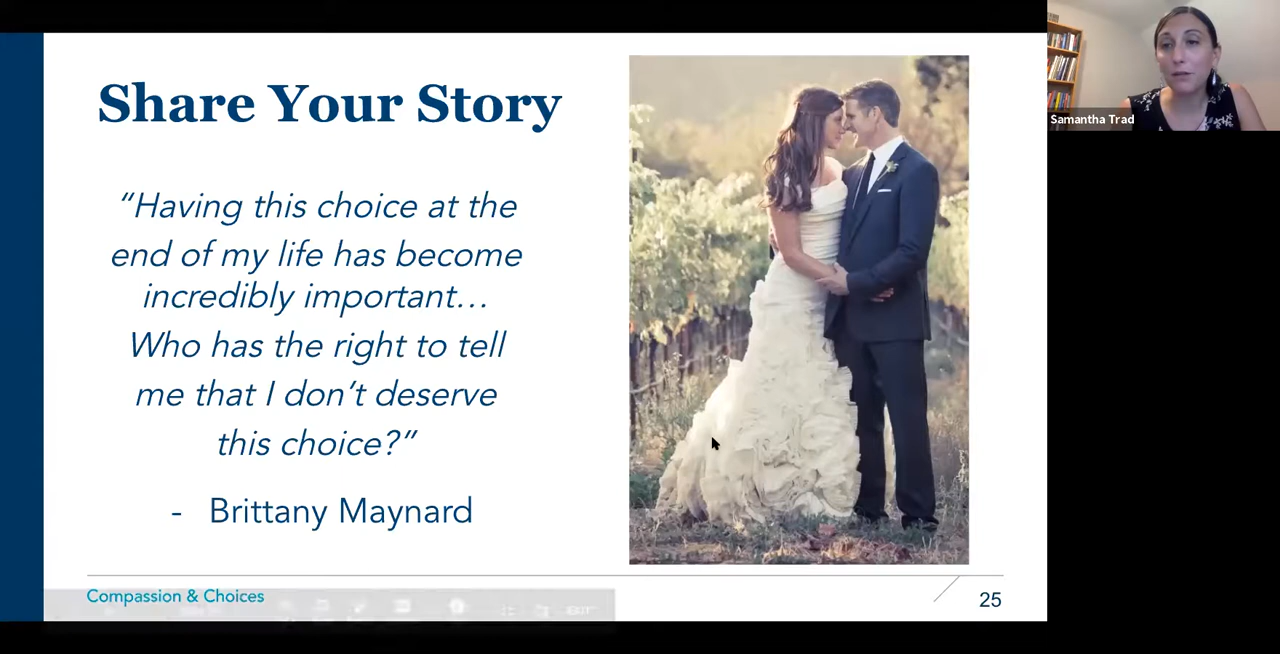 Share Your Story
“Having this choice at the
end of my life has become
incredibly important…
Who has the right to tell
me that I don’t deserve
this choice?”
- Brittany Maynard
Compassion & Choices
25
Samantha Trad